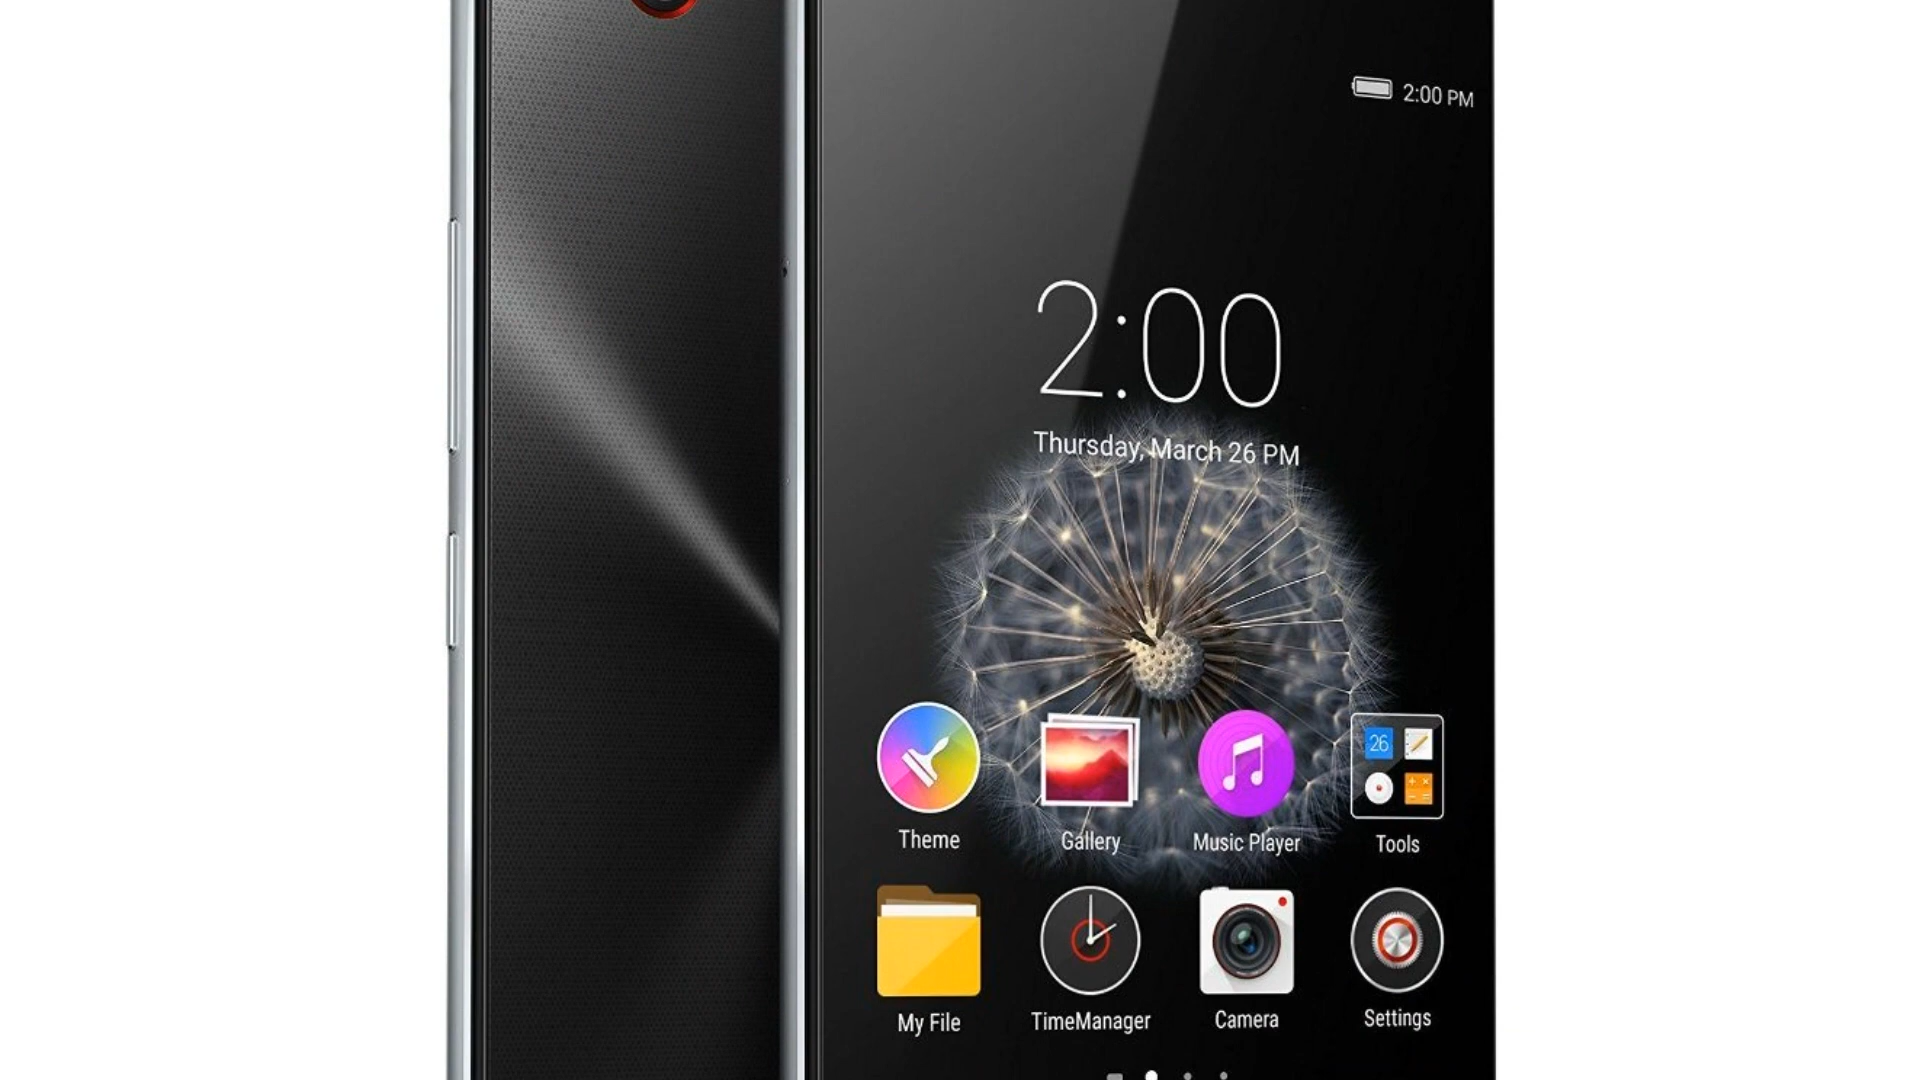 2:00 PM
2:00
Thursday, March 26 PM
26
Theme
Gallery
Music Player
Tools
My File
TimeManager
Camera
Settings